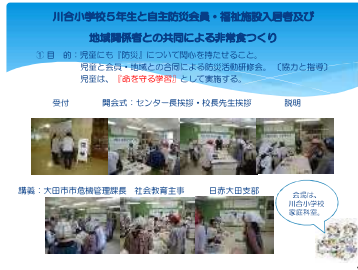 川合小学校５年生と自主防災会員・福祉施設入居者及び
地域関係者との共同による非常食づくり
①目　的：児童にも『防災』について関心を持たせること。
児童と会員・地域との合同による防災活動研修会。（協力と指導）
児童は、『命を守る学習』として実施する。
受付　開会式：センター長挨拶・校長先生挨拶　説明
講義：大田市市危機管理課長　社会教育主事　日赤大田支部
会場は、
川合小学校
家庭科室。